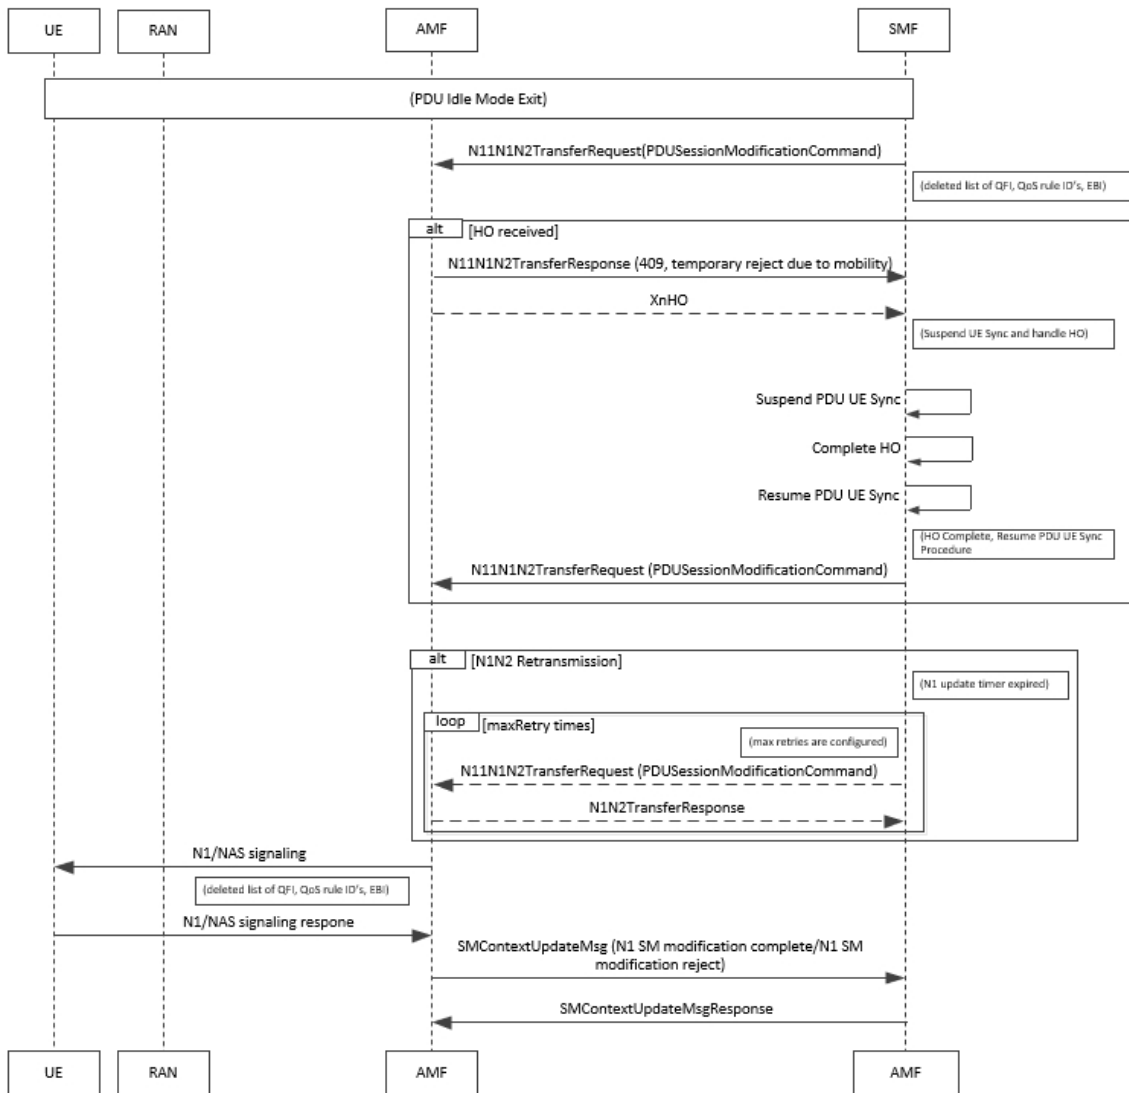 UE
RAN
AMF
SMF
(PDU Idle Mode Exit)
N11N1N2TransferRequest(PDUSessionModificationCommand)
(deleted list of QFI, QoS rule ID's, EBI)
alt
[HO received]
N11N1N2TransferResponse (409, temporary reject due to mobility)
XnHO
(Suspend UE Sync and handle HO)
Suspend PDU UE Sync
Complete HO
Resume PDU UE Sync
(HO Complete, Resume PDU UE Sync
Procedure
N11N1N2TransferRequest (PDUSessionModificationCommand)
alt
[N1N2 Retransmission]
(N1 update timer expired)
loop
[maxRetry times]
(max retries are configured)
N11N1N2TransferRequest (PDUSessionModificationCommand)
N1N2TransferResponse
N1/NAS signaling
(deleted list of QFI, QoS rule ID's, EBI)
N1/NAS signaling respone
SMContextUpdateMsg (N1 SM modification complete/N1 SM
modification reject)
SMContextUpdateMsgResponse
UE
RAN
AMF
AMF